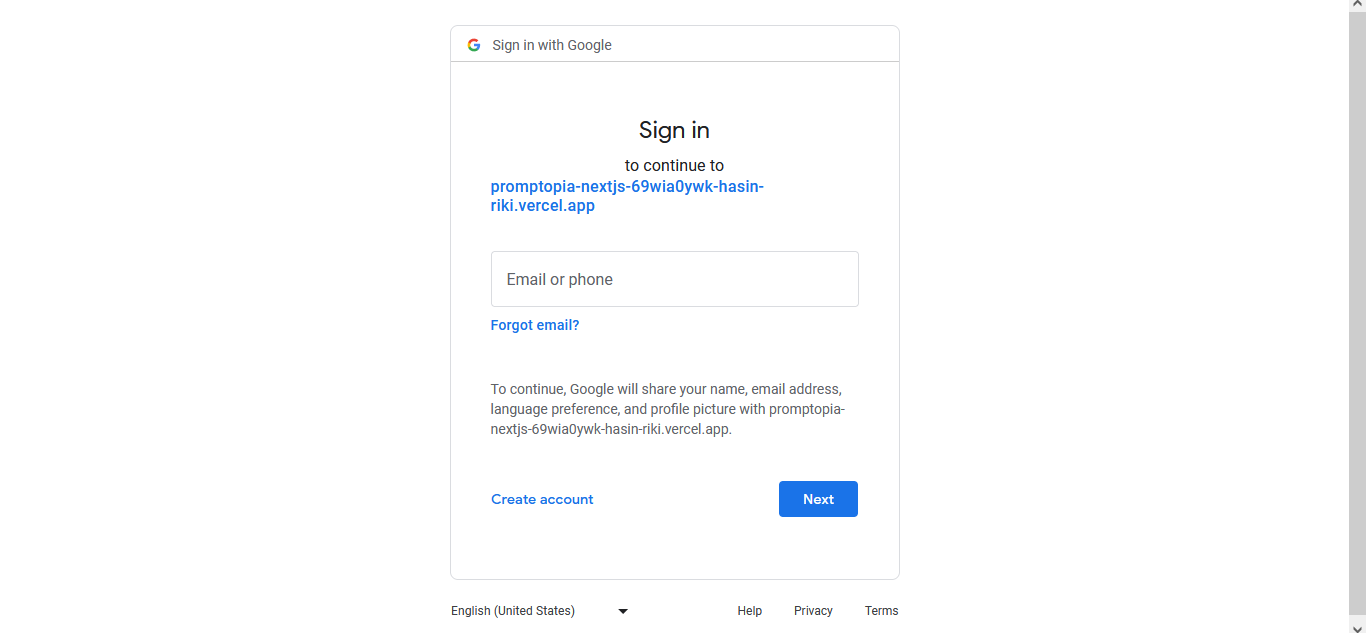 Sign in with Google
Sign in
to continue to
promptopia-nextjs-69wia0ywk-hasin-
riki.vercel.app
Email or phone
Forgot email?
To continue, Google will share your name, email address,
language preference, and profile picture with promptopia-
nextjs-69wia0ywk-hasin-riki.vercel.app.
Create account
Next
English (United States)
Help
Privacy
Terms